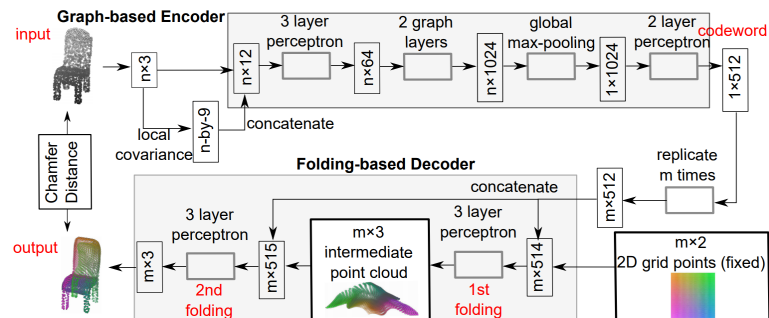 Graph-based Encoder
input
n×3
local
covariance
n-by-9
concatenate
n×12
3 layer
perceptron
n×64
2 graph
layers
n×1024
global
max-pooling
1×1024
2 layer
perceptron
codeword
1×512
replicate
m times
m×512
Chamfer
Distance
Folding-based Decoder
concatenate
m×2
2D grid points (fixed)
m×514
3 layer
perceptron
1st
folding
m×3
intermediate
point cloud
m×515
3 layer
perceptron
2nd
folding
m×3
output